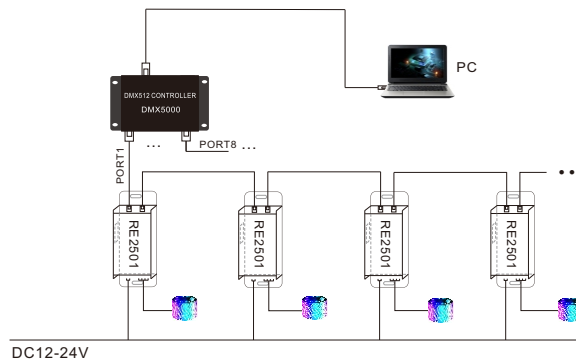 PC
DMX512 CONTROLLER
DMX5000
PORT1
...
PORT8 ...
RE2501
RE2501
RE2501
RE2501
DC12-24V